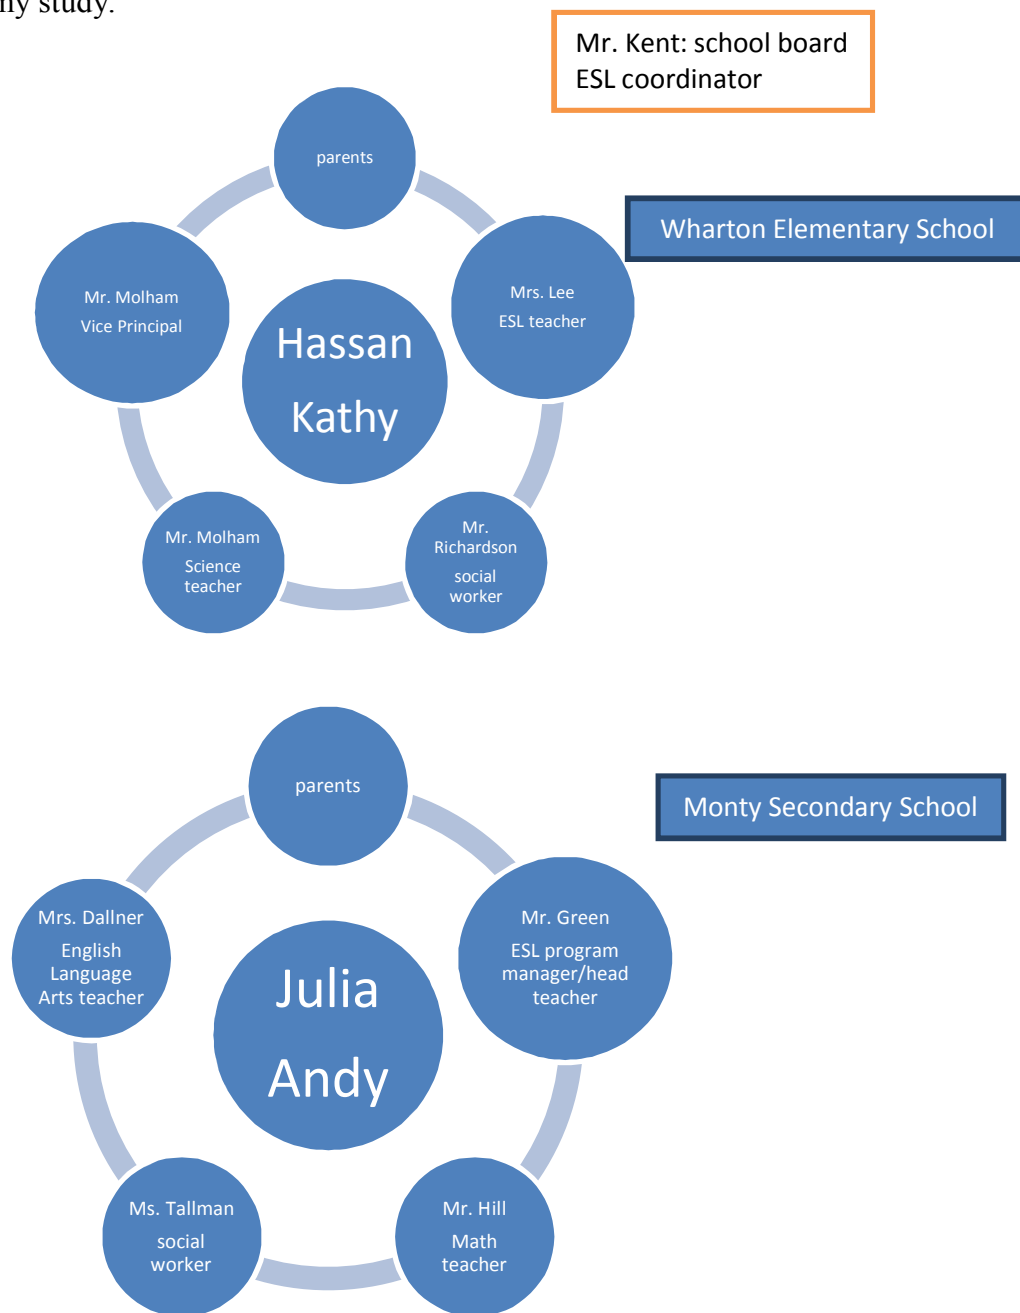 my study.
Mr. Kent: school board
ESL coordinator
parents
Wharton Elementary School
Mr. Molham
Vice Principal
Mrs. Lee
ESL teacher
Hassan
Kathy
Mr. Molham
Science
teacher
Mr.
Richardson
social
worker
parents
Monty Secondary School
Mrs. Dallner
English
Language
Arts teacher
Mr. Green
ESL program
manager/head
teacher
Julia
Andy
Ms. Tallman
social
worker
Mr. Hill
Math
teacher